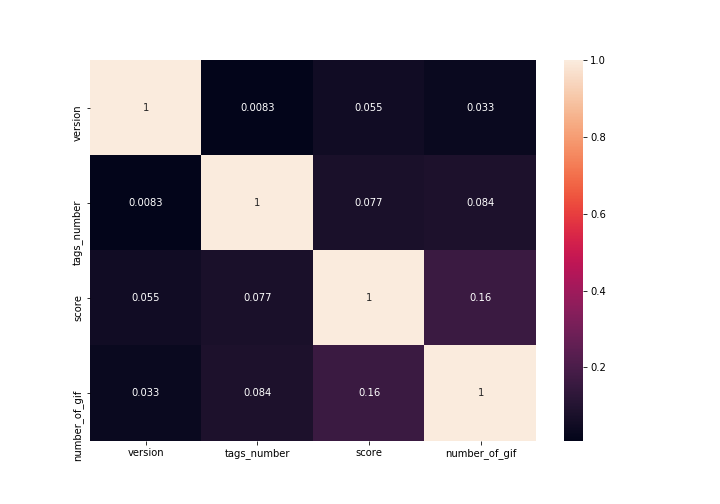 version 1 0.0083 0.055 0.033
tags_number 0.0083 1 0.077 0.084
score 0.055 0.077 1 0.16
number_of_gif 0.033 0.084 0.16 1
version tags_number score number_of_gif
1.0
0.8
0.6
0.4
0.2